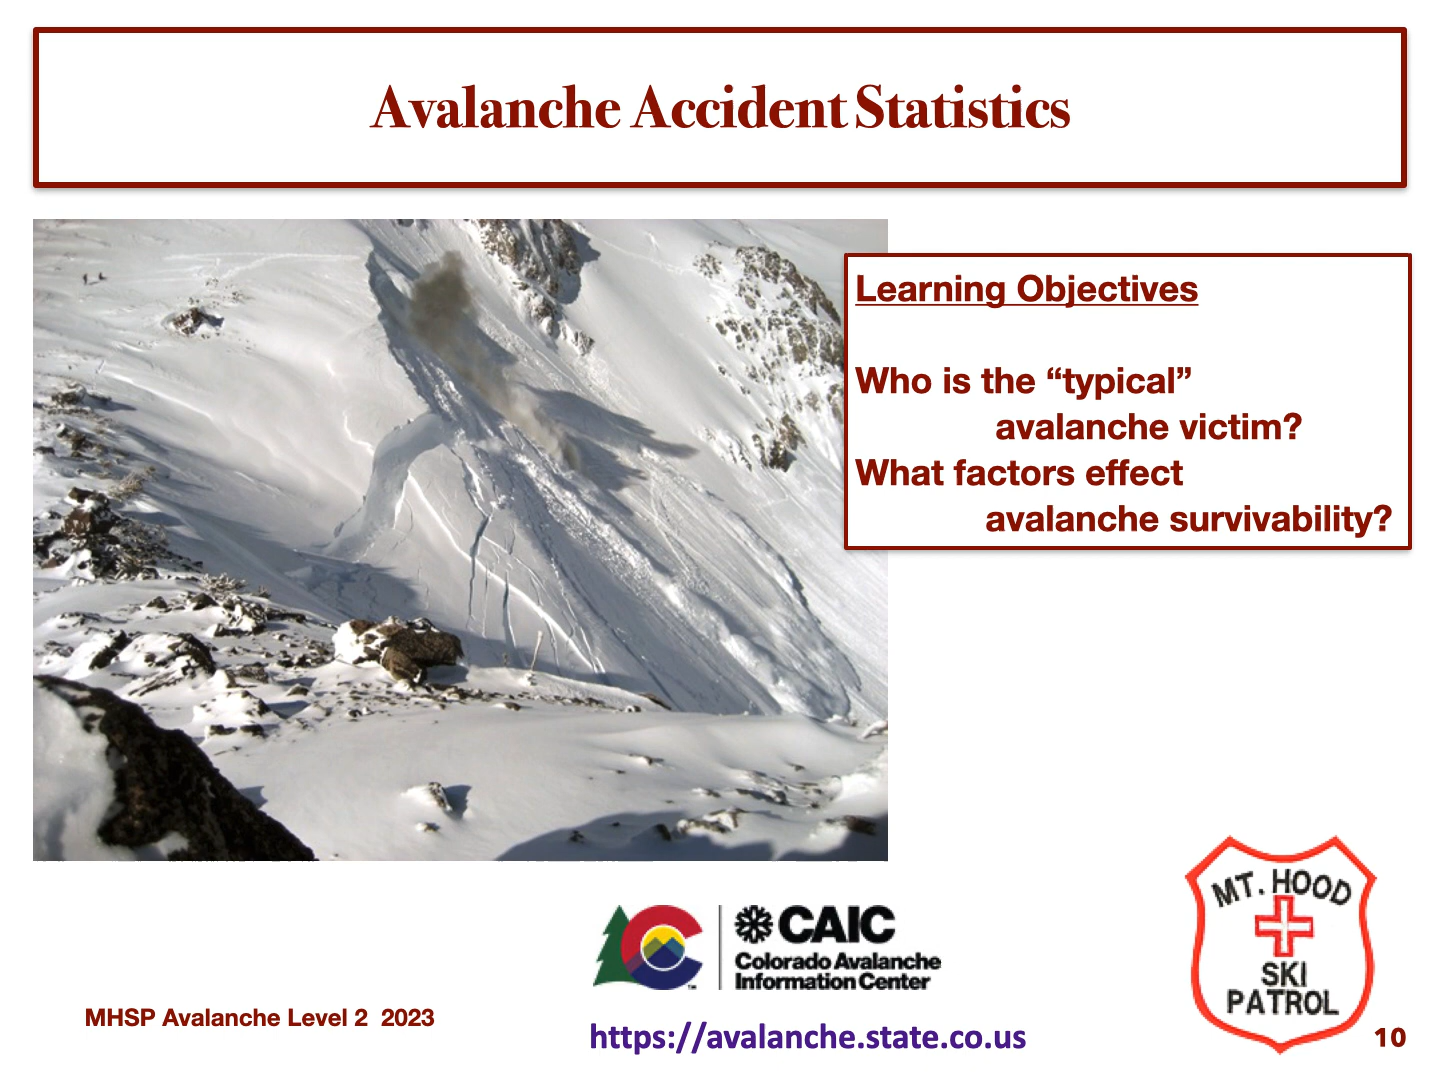 Avalanche Accident Statistics
Learning Objectives
Who is the “typical”
avalanche victim?
What factors effect
avalanche survivability?
CAIC
Colorado Avalanche
Information Center
MT. HOOD
SKI
PATROL
MHSP Avalanche Level 2  2023
https://avalanche.state.co.us
10